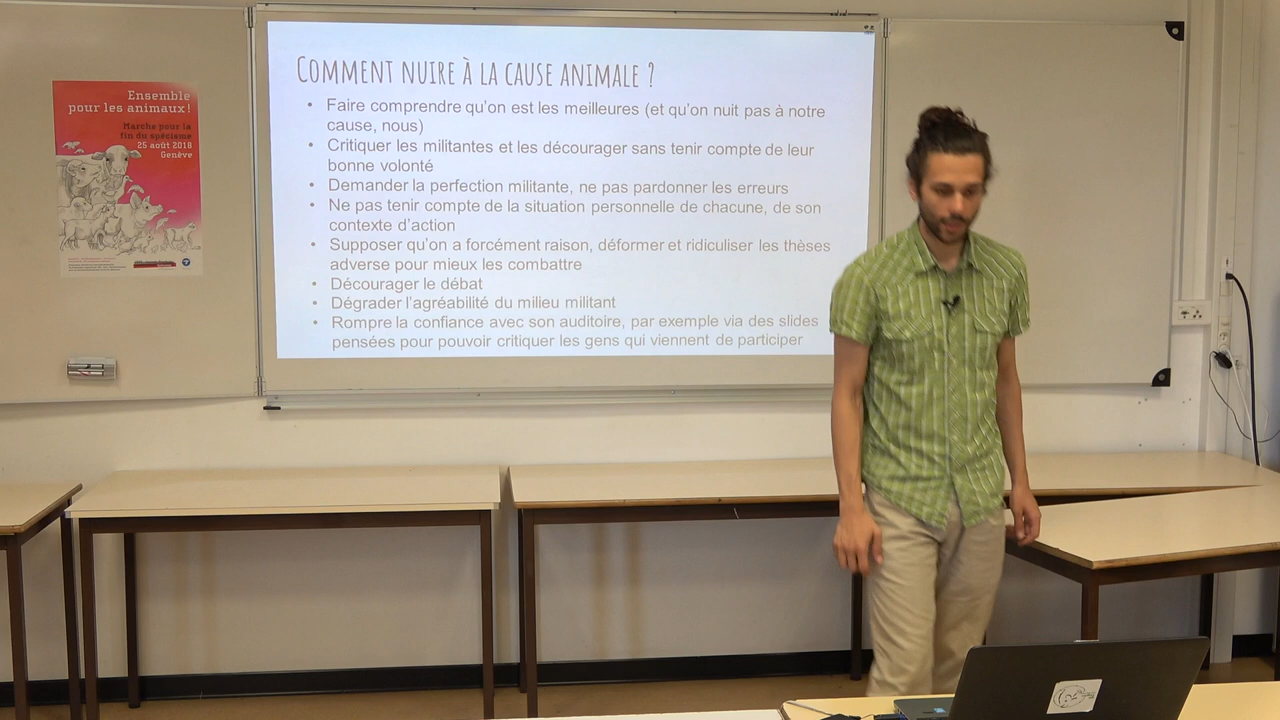 Ensemble
pour les animaux!
Marche pour la
fin du spécisme
25 août 2018
Genève
COMMENT NUIRE À LA CAUSE ANIMALE ?
• Faire comprendre qu'on est les meilleures (et qu'on nuit pas à notre
cause, nous)
• Critiquer les militantes et les décourager sans tenir compte de leur
bonne volonté
• Demander la perfection militante, ne pas pardonner les erreurs
• Ne pas tenir compte de la situation personnelle de chacune, de son
contexte d'action
• Supposer qu'on a forcément raison, déformer et ridiculiser les thèses
adverse pour mieux les combattre
• Décourager le débat
• Dégrader l'agréabilité du milieu militant
• Rompre la confiance avec son auditoire, par exemple via des slides
pensées pour pouvoir critiquer les gens qui viennent de participer